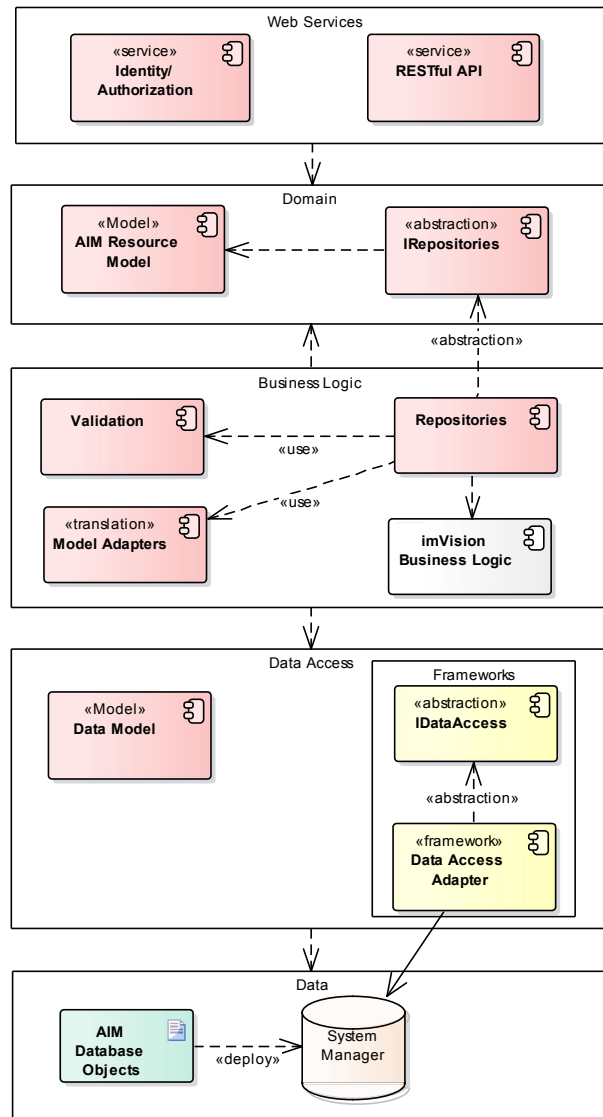 Web Services
«service»
Identity/
Authorization
«service»
RESTful API
Domain
«Model»
AIM Resource
Model
«abstraction»
IRepositories
«abstraction»
Business Logic
Validation
Repositories
«use»
«use»
«translation»
Model Adapters
imVision
Business Logic
Data Access
Frameworks
«Model»
Data Model
«abstraction»
IDataAccess
«abstraction»
«framework»
Data Access
Adapter
Data
AIM
Database
Objects
«deploy»
System
Manager